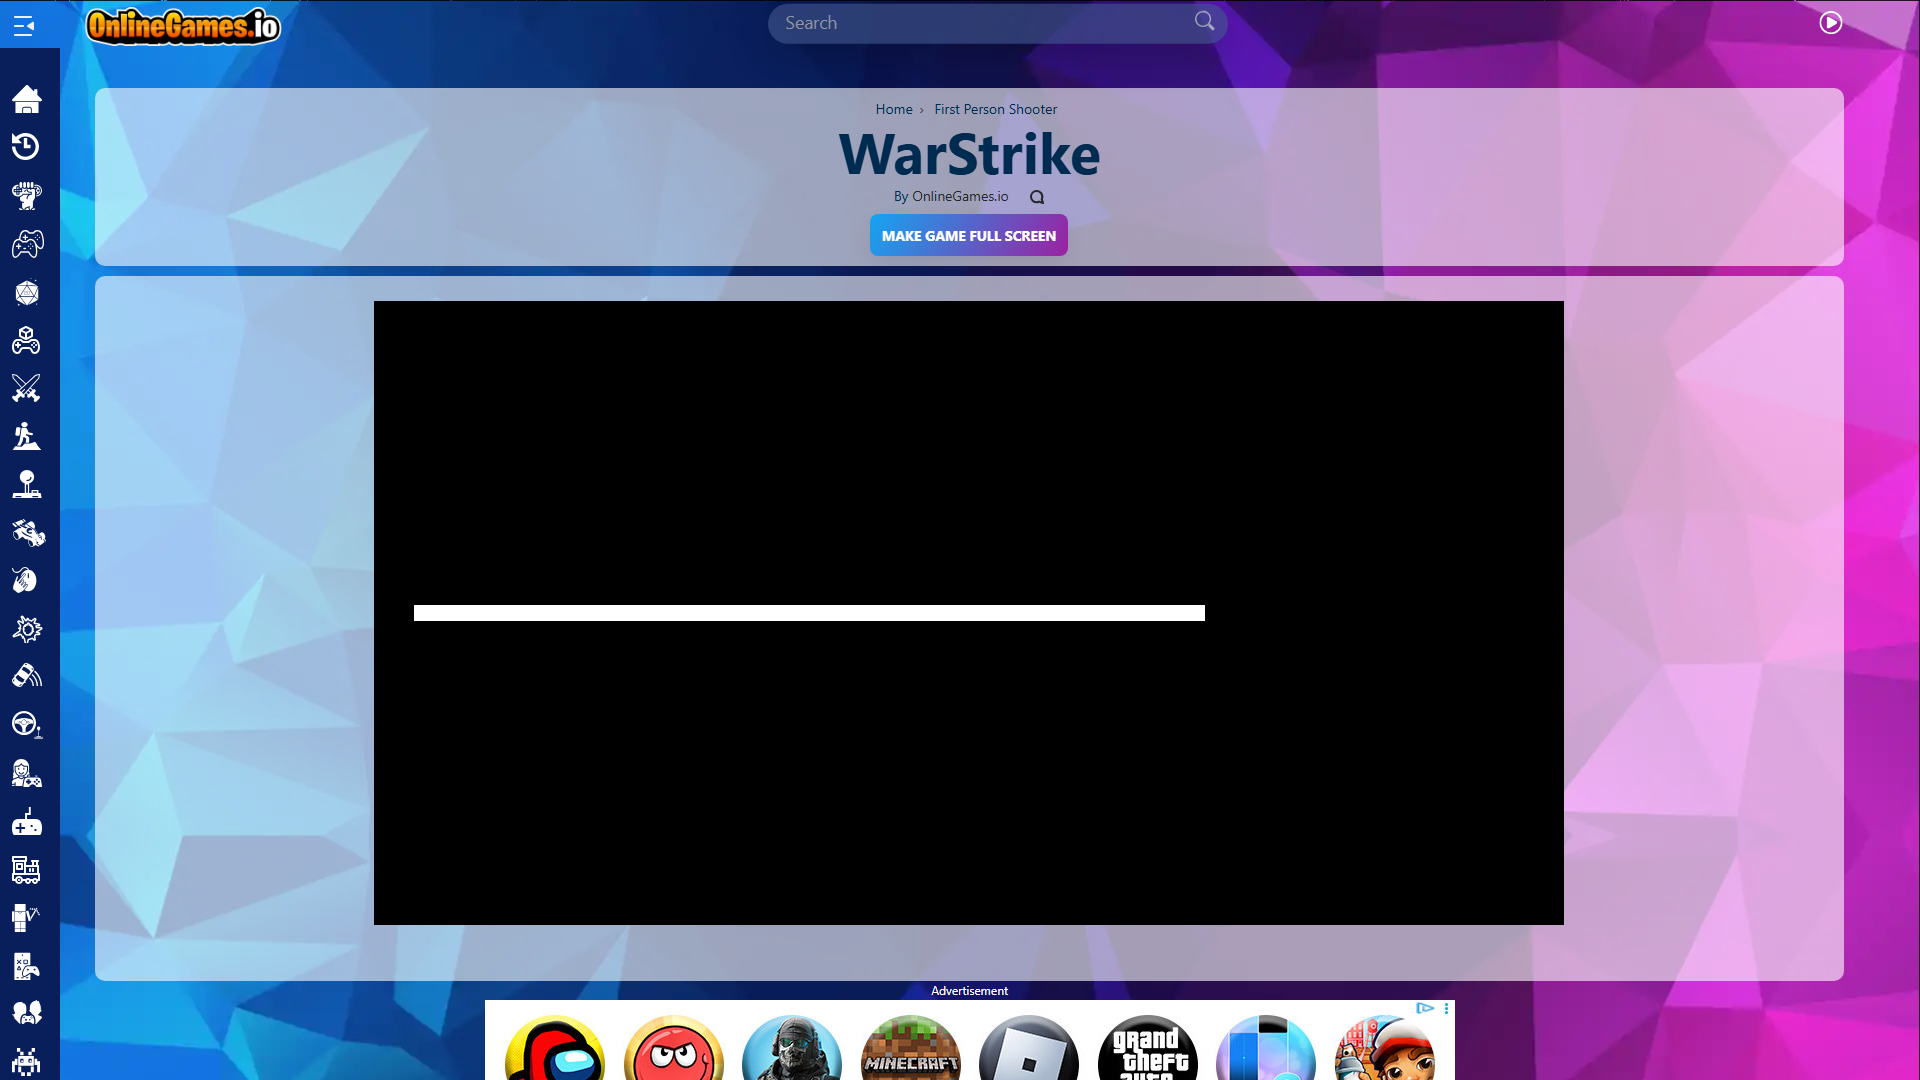 OnlineGames.io
Search
Home › First Person Shooter
WarStrike
By OnlineGames.io
MAKE GAME FULL SCREEN
Advertisement
MINECRAFT
grand
theft
auto